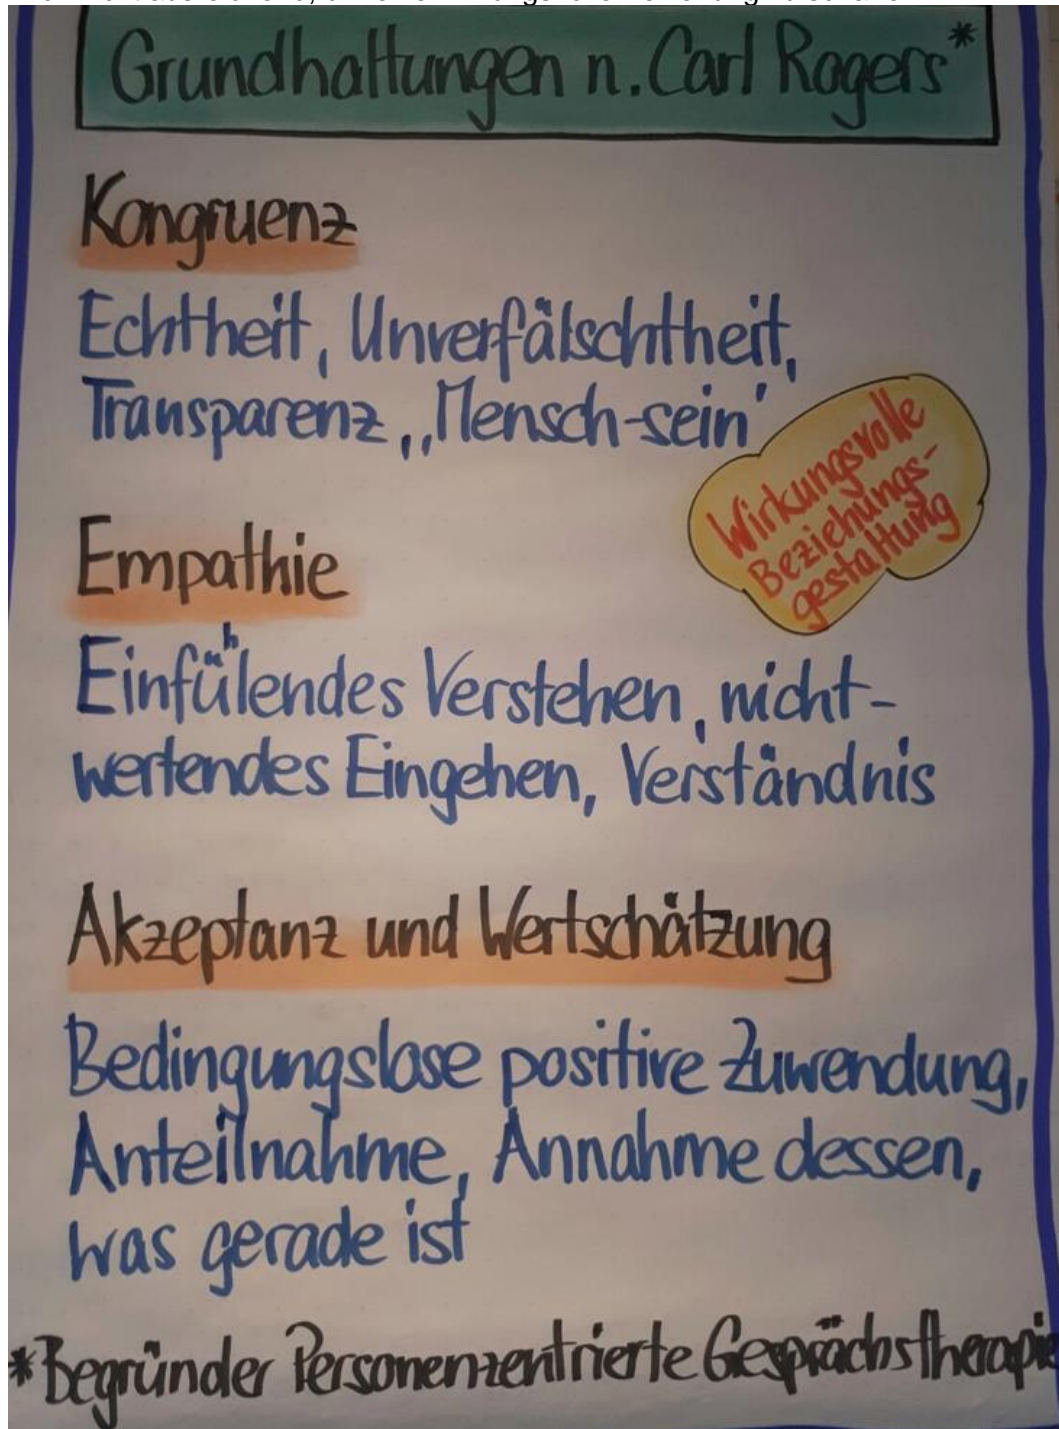 Grundhaltungen n. Carl Rogers*
Kongruenz
Echtheit, Unverfälschtheit,
Transparenz ,,Mensch-sein'
Wirkungsvolle
Beziehungs-
gestaltung
Empathie
Einfühlendes Verstehen, nicht-
wertendes Eingehen, Verständnis
Akzeptanz und Wertschätzung
Bedingungslose positive Zuwendung,
Anteilnahme, Annahme dessen,
was gerade ist
*Begründer Personenzentrierte Gesprächstherapie